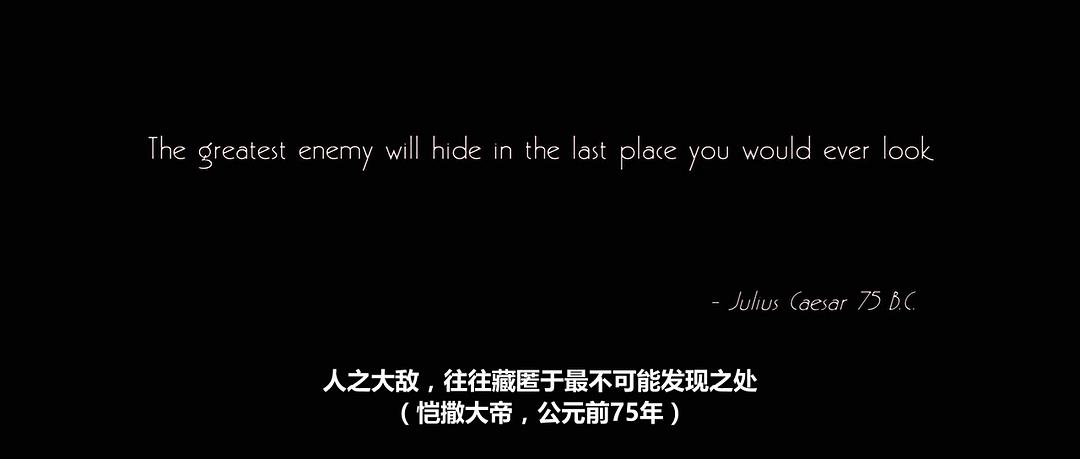 The greatest enemy will hide in the last place you would ever look
- Julius Caesar 75 B.C.
人之大敌，往往藏匿于最不可能发现之处
（恺撒大帝，公元前75年）